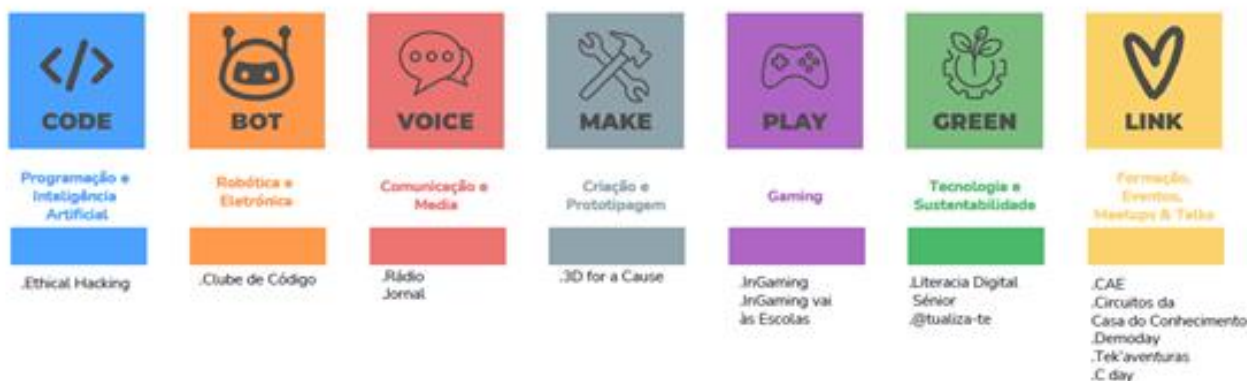 </>
CODE
BOT
VOICE
MAKE
PLAY
GREEN
LINK
Programação e
Inteligência
Artificial
Robótica e
Eletrónica
Comunicação e
Media
Criação e
Prototipagem
Gaming
Tecnologia e
Sustentabilidade
Formação,
Eventos,
Meetups & Talks
.Ethical Hacking
.Clube de Código
.Rádio
.Jornal
.3D for a Cause
.InGaming
.InGaming vai
às Escolas
.Literacia Digital
Sénior
.@tualiza-te
.CAE
.Circuitos da
Casa do Conhecimento
.Demoday
.Tek'aventuras
.C day